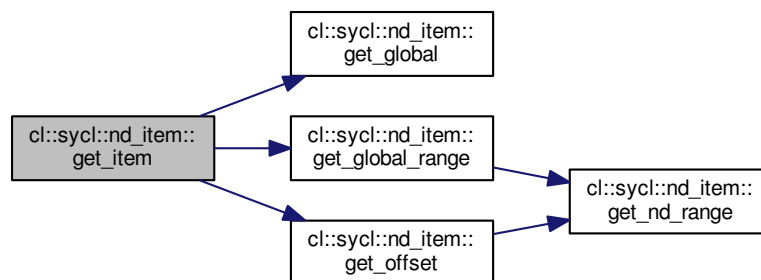 cl::sycl::nd_item::
get_global
cl::sycl::nd_item::
get_item
cl::sycl::nd_item::
get_global_range
cl::sycl::nd_item::
get_nd_range
cl::sycl::nd_item::
get_offset